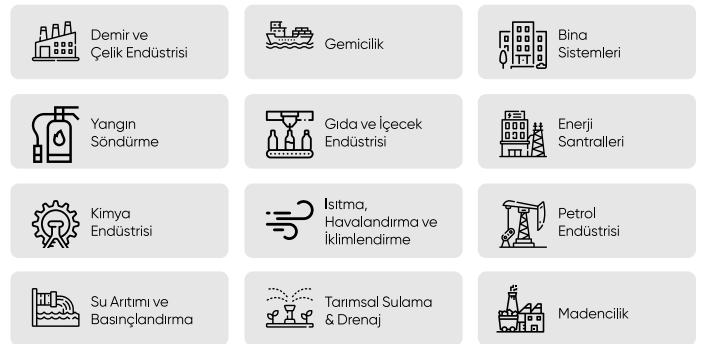 Demir ve
Çelik Endüstrisi
Gemicilik
Bina
Sistemleri
Yangın
Söndürme
Gıda ve İçecek
Endüstrisi
Enerji
Santralleri
Kimya
Endüstrisi
Isıtma,
Havalandırma ve
İklimlendirme
Petrol
Endüstrisi
Su Arıtımı ve
Basınçlandırma
Tarımsal Sulama
& Drenaj
Madencilik